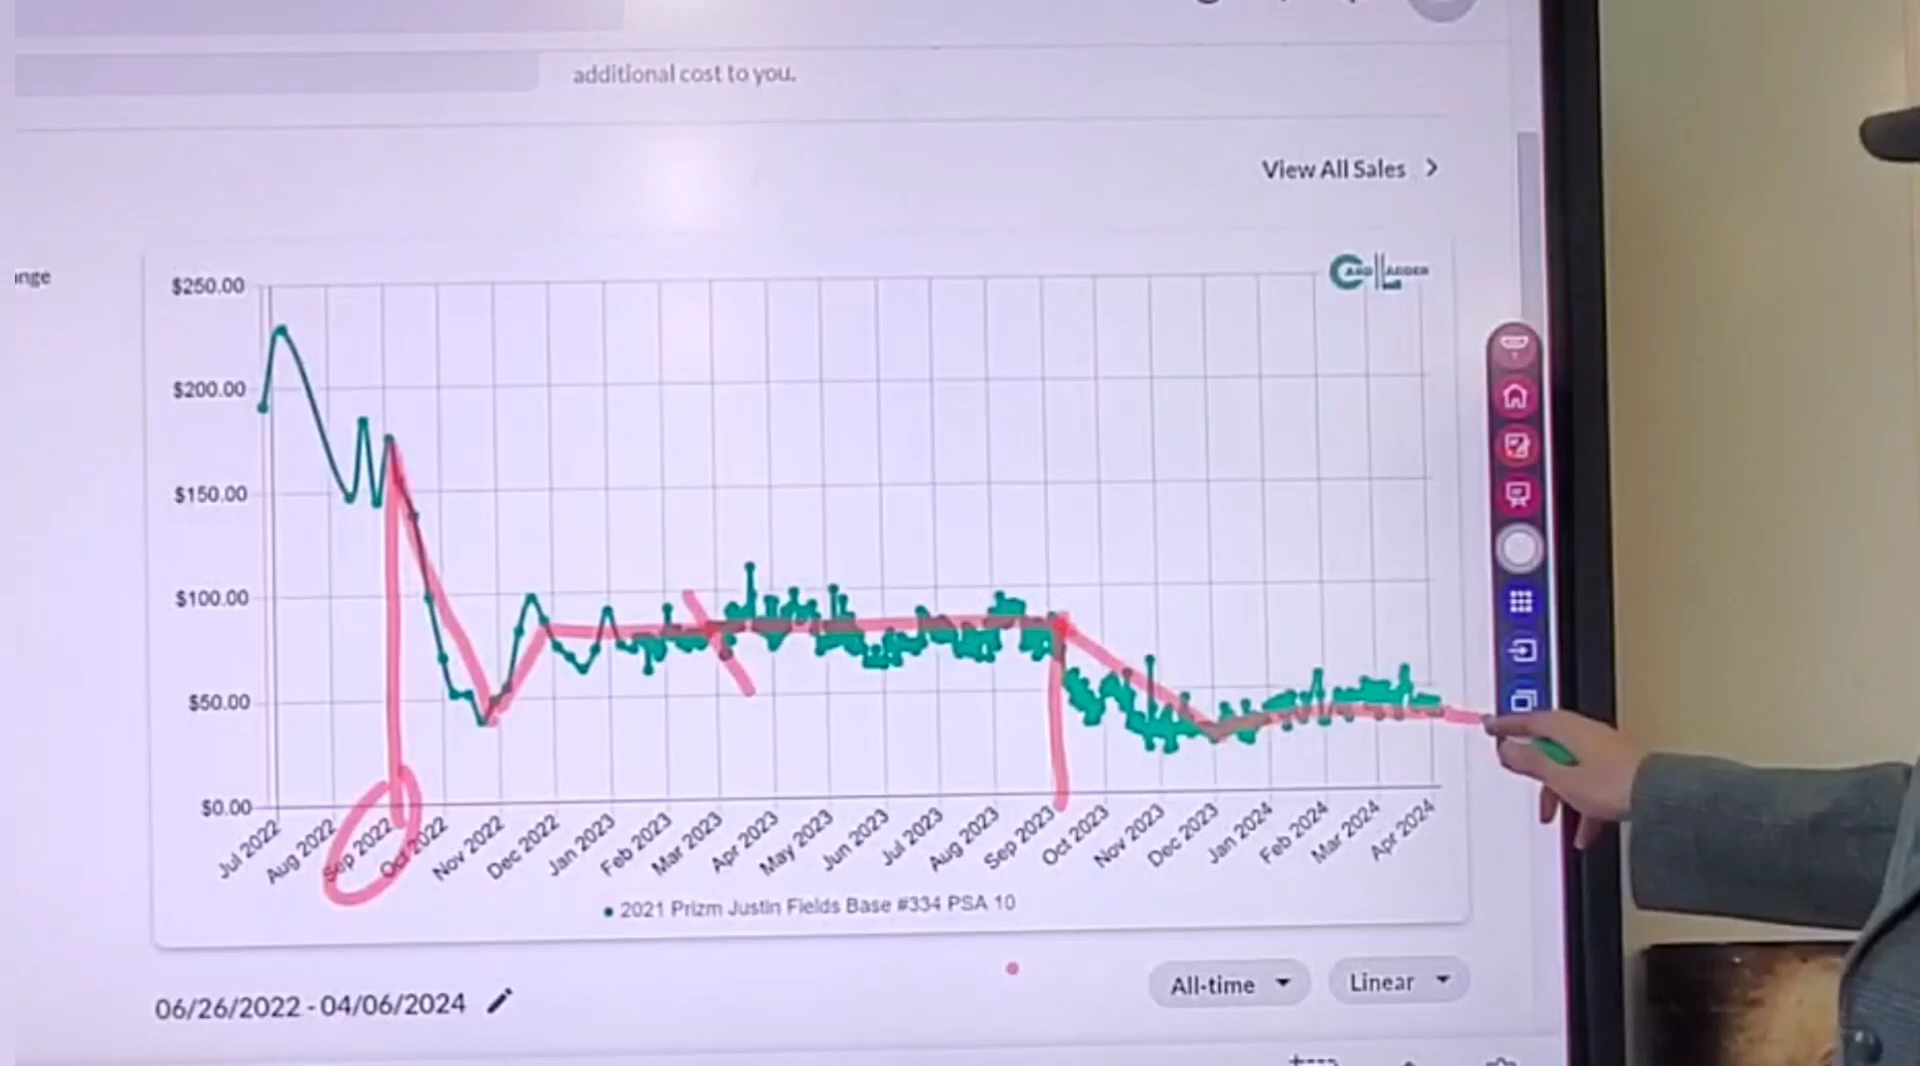 additional cost to you.
View All Sales
CARD LADDER
$250.00
$200.00
$150.00
$100.00
$50.00
$0.00
Jul 2022
Aug 2022
Sep 2022
Oct 2022
Nov 2022
Dec 2022
Jan 2023
Feb 2023
Mar 2023
Apr 2023
May 2023
Jun 2023
Jul 2023
Aug 2023
Sep 2023
Oct 2023
Nov 2023
Dec 2023
Jan 2024
Feb 2024
Mar 2024
Apr 2024
2021 Prizm Justin Fields Base #334 PSA 10
06/26/2022 - 04/06/2024
All-time
Linear